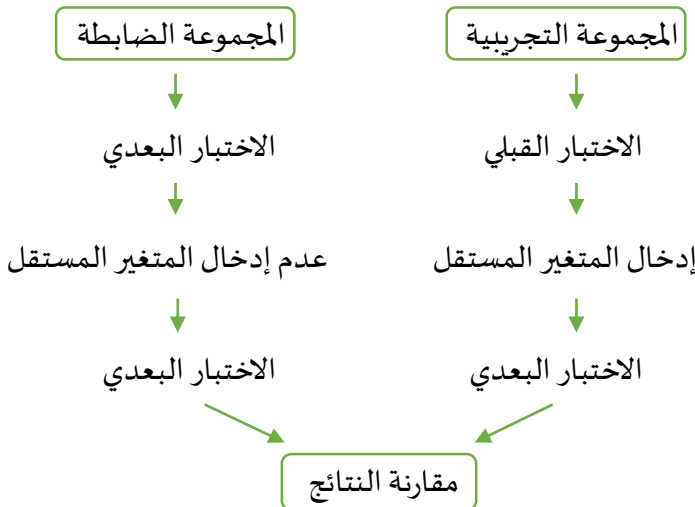 المجموعة التجريبية
المجموعة الضابطة
الاختبار القبلي
الاختبار البعدي
إدخال المتغير المستقل
عدم إدخال المتغير المستقل
الاختبار البعدي
الاختبار البعدي
مقارنة النتائج